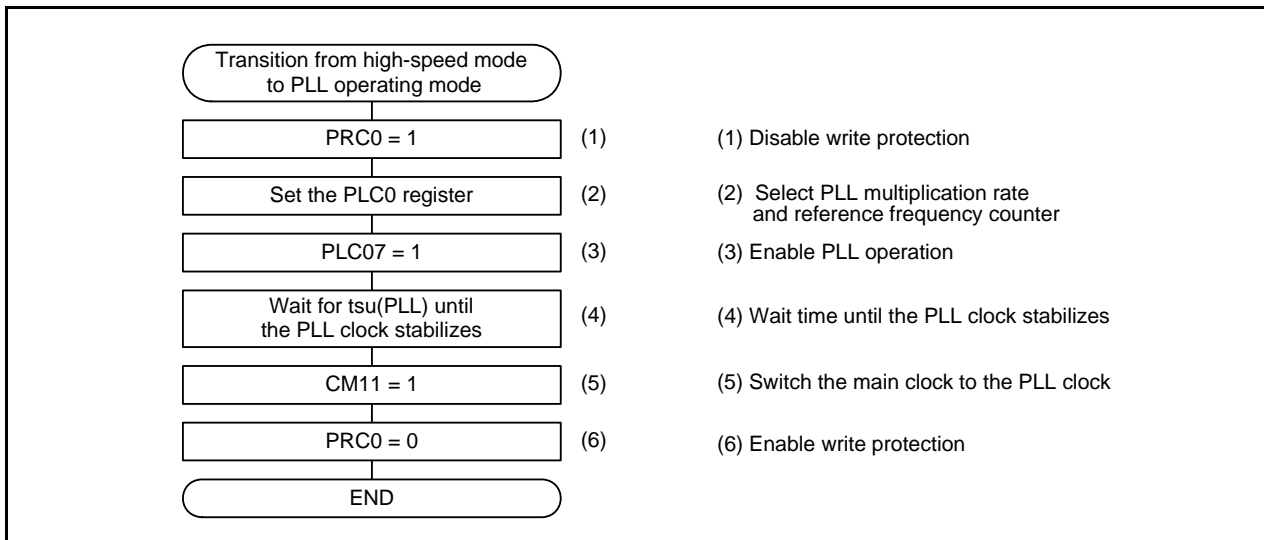 Transition from high-speed mode
to PLL operating mode
PRC0 = 1
(1)
(1) Disable write protection
Set the PLC0 register
(2)
(2) Select PLL multiplication rate
and reference frequency counter
PLC07 = 1
(3)
(3) Enable PLL operation
Wait for tsu(PLL) until
the PLL clock stabilizes
(4)
(4) Wait time until the PLL clock stabilizes
CM11 = 1
(5)
(5) Switch the main clock to the PLL clock
PRC0 = 0
(6)
(6) Enable write protection
END